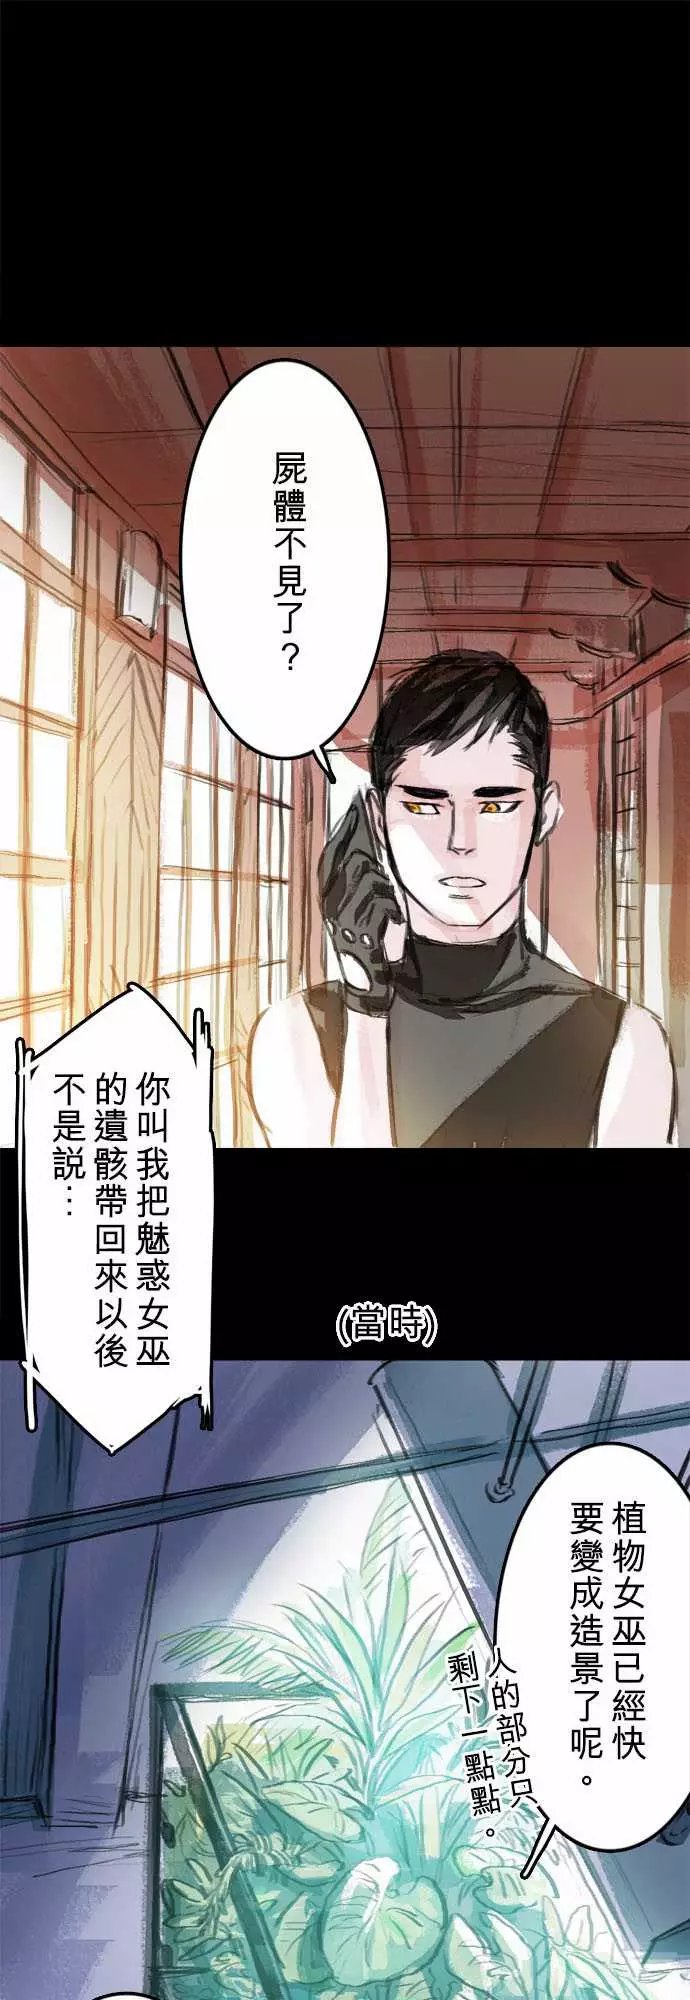 屍體不見了？
你叫我把魅惑女巫
的遺骸帶回來以後
不是說…
(當時)
植物女巫已經快
要變成造景了呢。
人的部分只
剩下一點點。